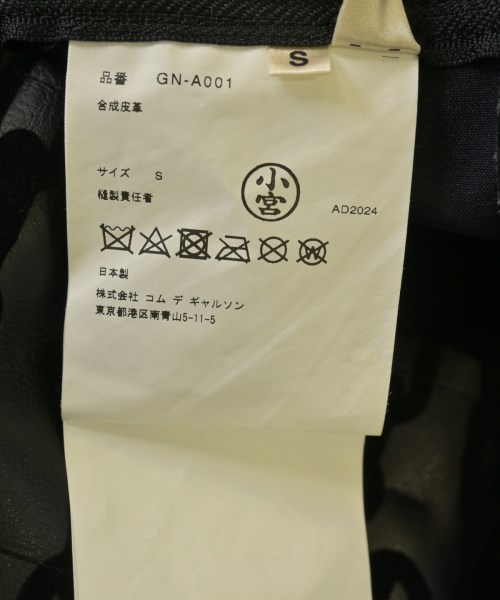 S
品番 GN-A001
合成皮革
サイズ S
縫製責任者
小宮
AD2024
W
日本製
株式会社 コム デ ギャルソン
東京都港区南青山5-11-5